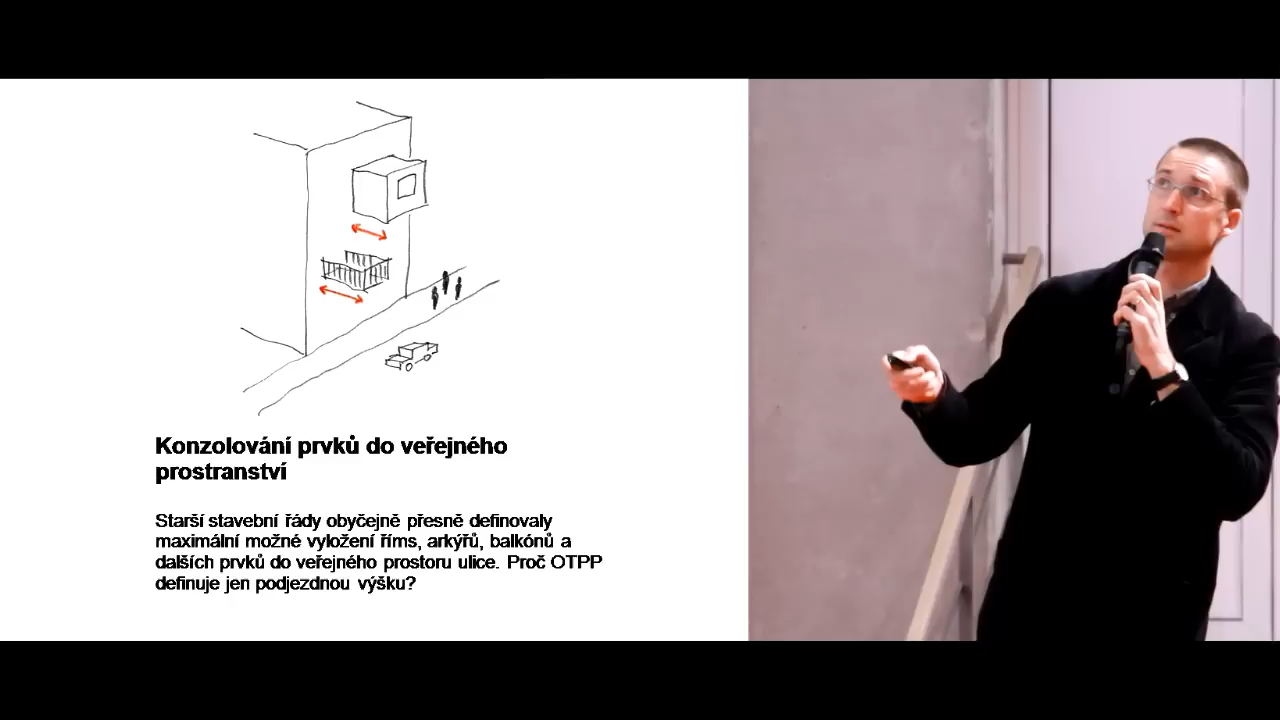 Konzolování prvků do veřejného
prostranství
Starší stavební řády obyčejně přesně definovaly
maximální možné vyložení říms, arkýřů, balkónů a
dalších prvků do veřejného prostoru ulice. Proč OTPP
definuje jen podjezdnou výšku?